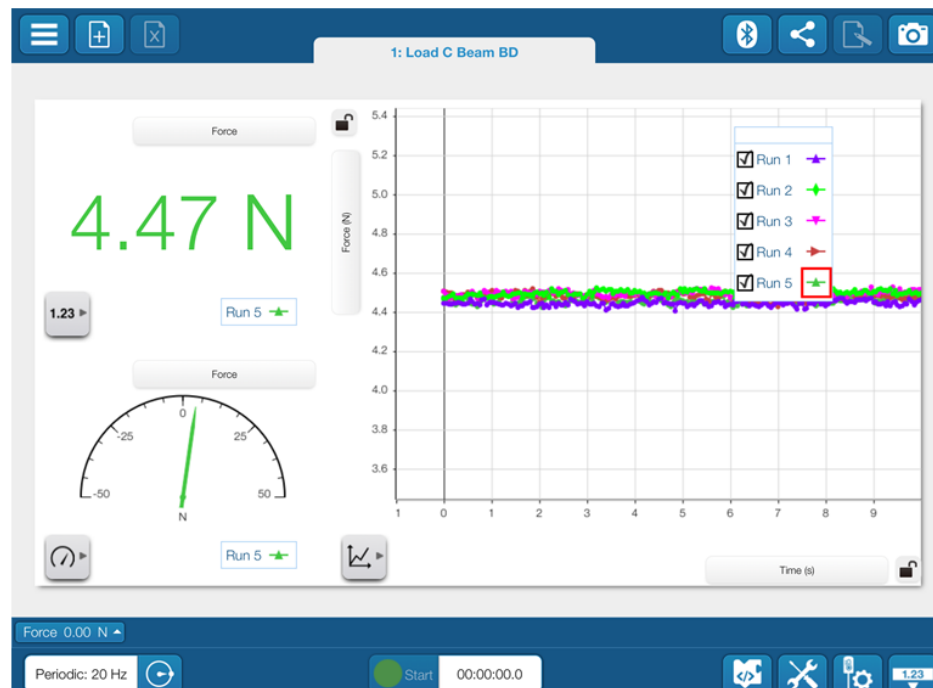 1: Load C Beam BD
Force
4.47 N
1.23
Run 5
Force
-50
-25
0
25
50
N
Run 5
Force (N)
5.4
5.2
5.0
4.8
4.6
4.4
4.2
4.0
3.8
3.6
Run 1
Run 2
Run 3
Run 4
Run 5
1 0 1 2 3 4 5 6 7 8 9
Time (s)
Force 0.00 N
Periodic: 20 Hz
Start
00:00:00.0
1.23